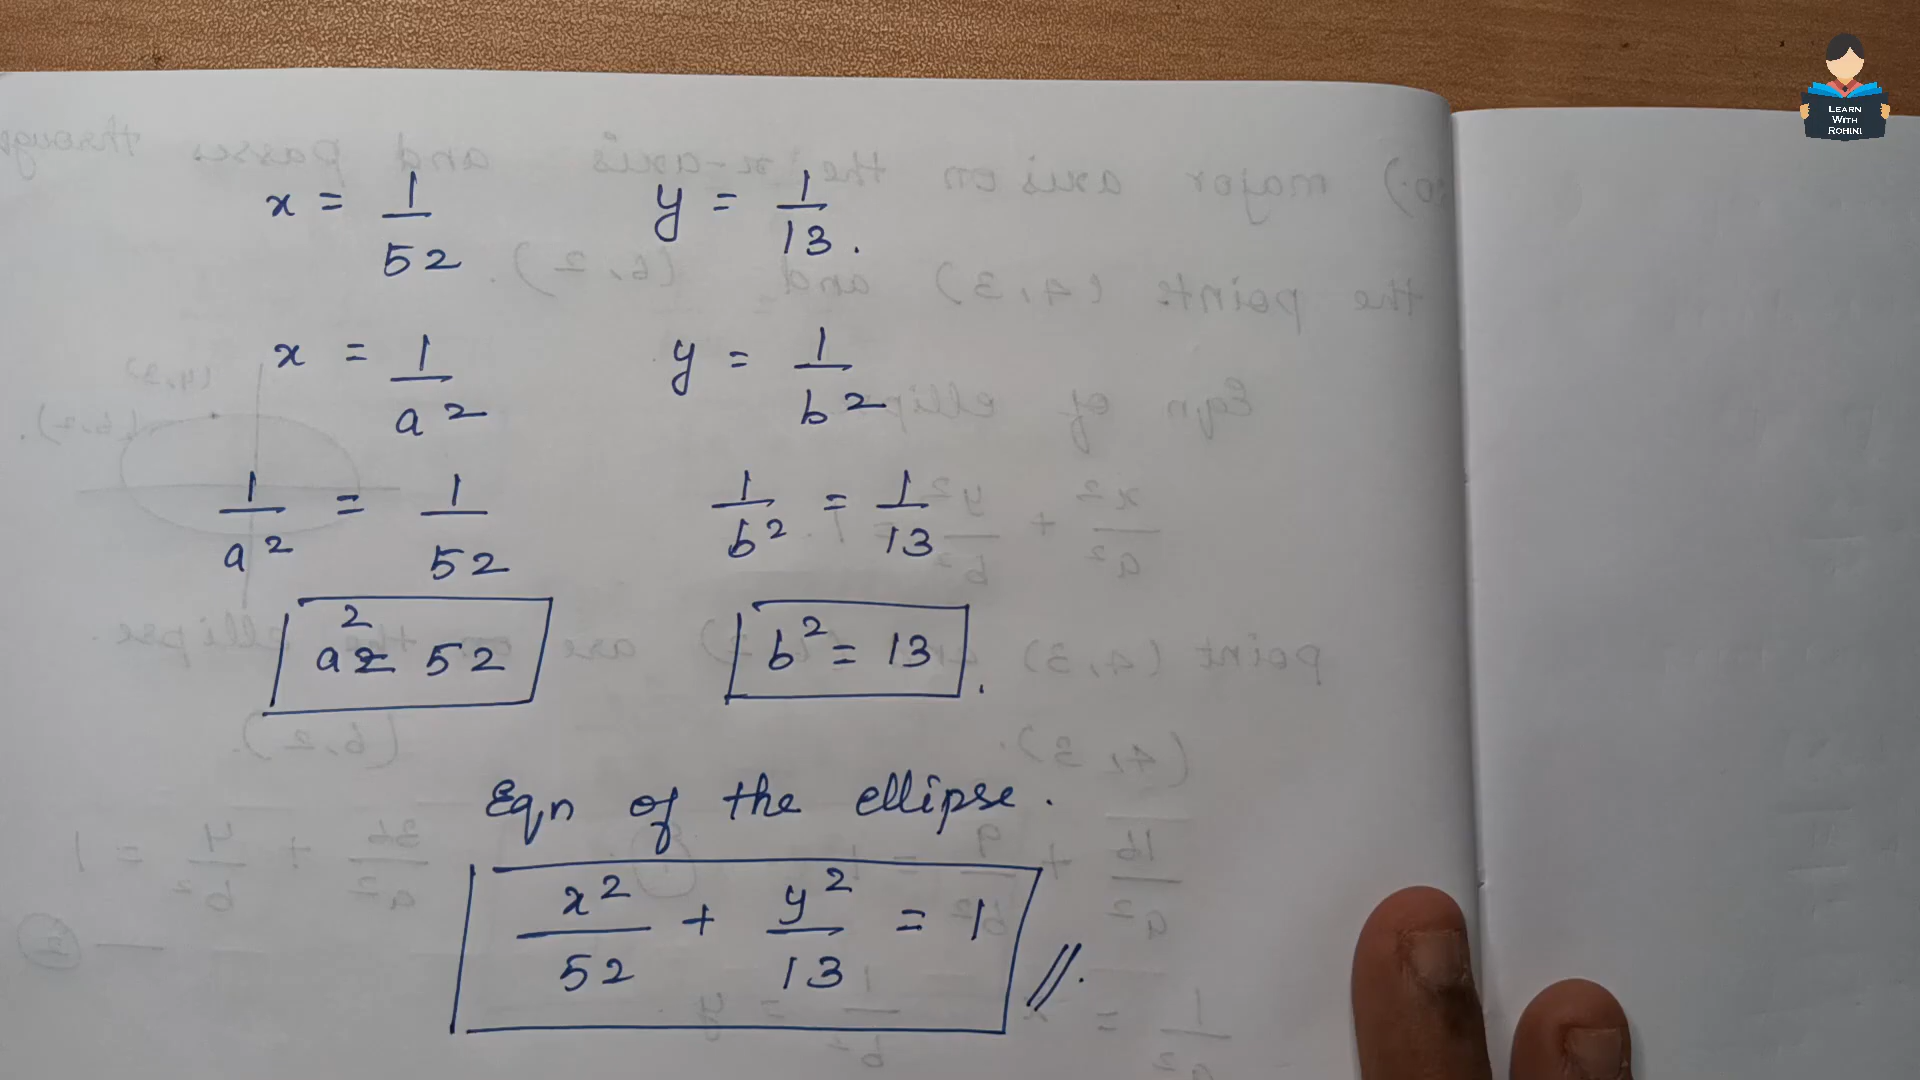 LEARN
WITH
ROHINI
x = 1/52 y = 1/13.
x = 1/a² y = 1/b²
1/a² = 1/52 1/b² = 1/13
a² = 52 b² = 13.
Eqn of the ellipse.
x²/52 + y²/13 = 1 //.